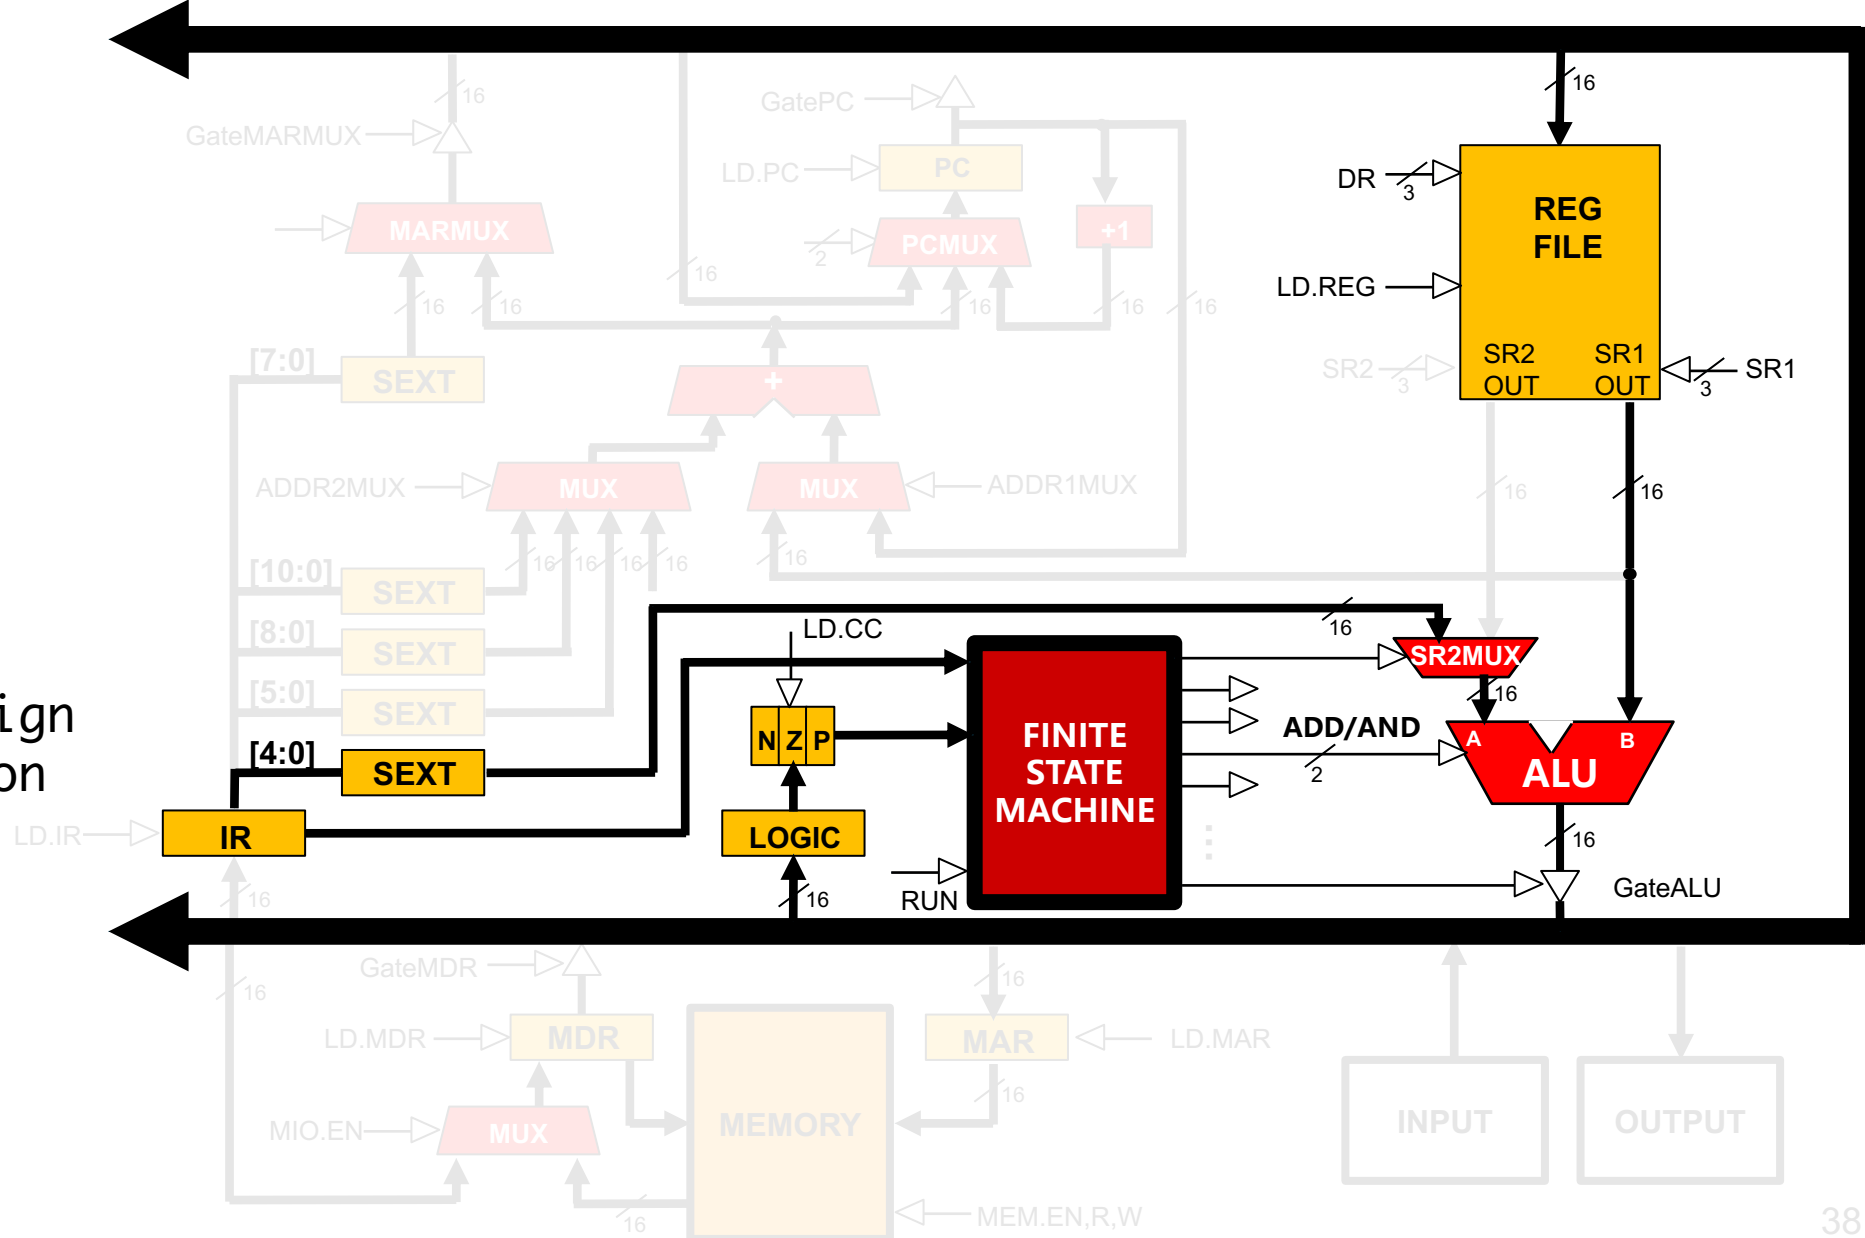 16
16
GatePC
GateMARMUX
LD.PC
PC
DR
3
REG
FILE
MARMUX
2
PCMUX
+1
16
LD.REG
16
16
16
16
16
[7:0]
SEXT
+
SR2
3
SR2
OUT
SR1
OUT
3
SR1
ADDR2MUX
MUX
MUX
ADDR1MUX
16
16
16
16
16
16
16
[10:0]
SEXT
[8:0]
SEXT
LD.CC
16
SR2MUX
[5:0]
SEXT
16
ign
on
[4:0]
SEXT
N Z P
FINITE
STATE
MACHINE
ADD/AND
2
A
B
ALU
LD.IR
IR
LOGIC
16
16
16
RUN
GateALU
GateMDR
16
16
LD.MDR
MDR
MAR
LD.MAR
16
MIO.EN
MUX
MEMORY
INPUT
OUTPUT
16
MEM.EN,R,W
38